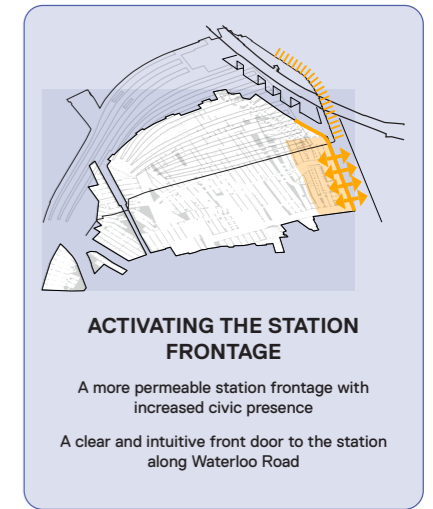 ACTIVATING THE STATION
FRONTAGE
A more permeable station frontage with
increased civic presence
A clear and intuitive front door to the station
along Waterloo Road